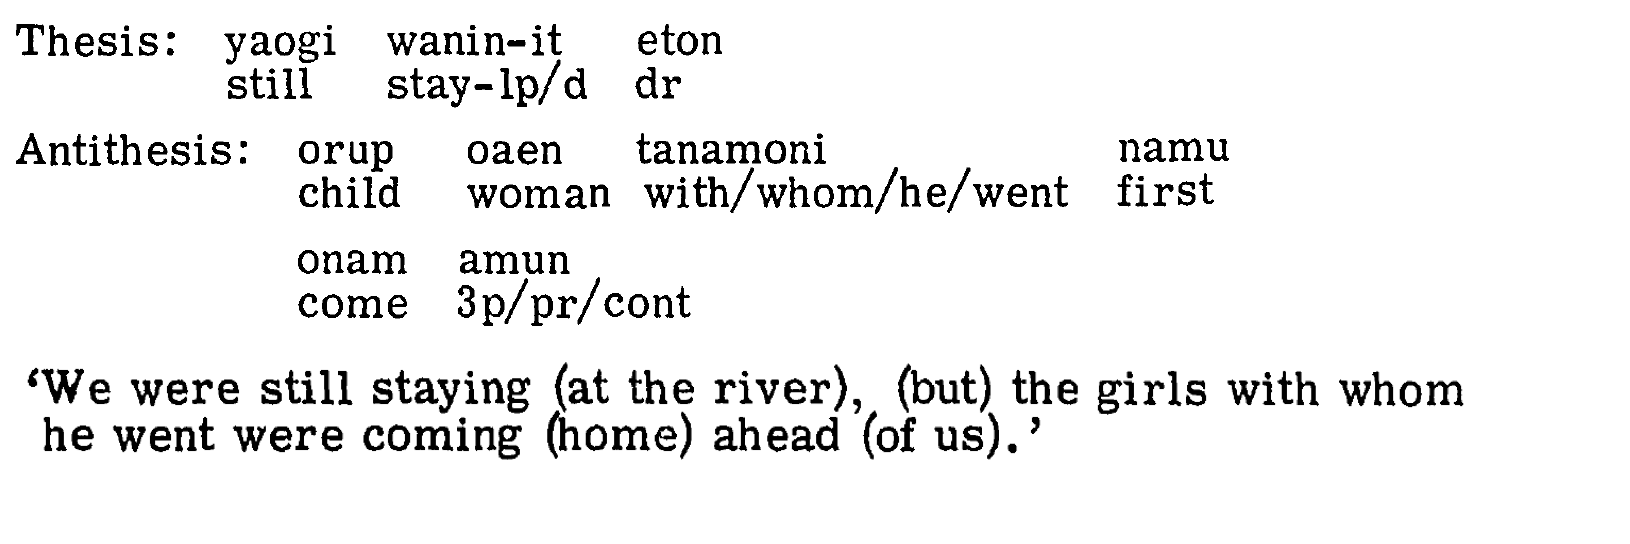 Thesis: yaogi wanin-it eton
still stay-1p/d dr
Antithesis: orup oaen tanamoni namu
child woman with/whom/he/went first
onam amun
come 3p/pr/cont
‘We were still staying (at the river), (but) the girls with whom
he went were coming (home) ahead (of us).’